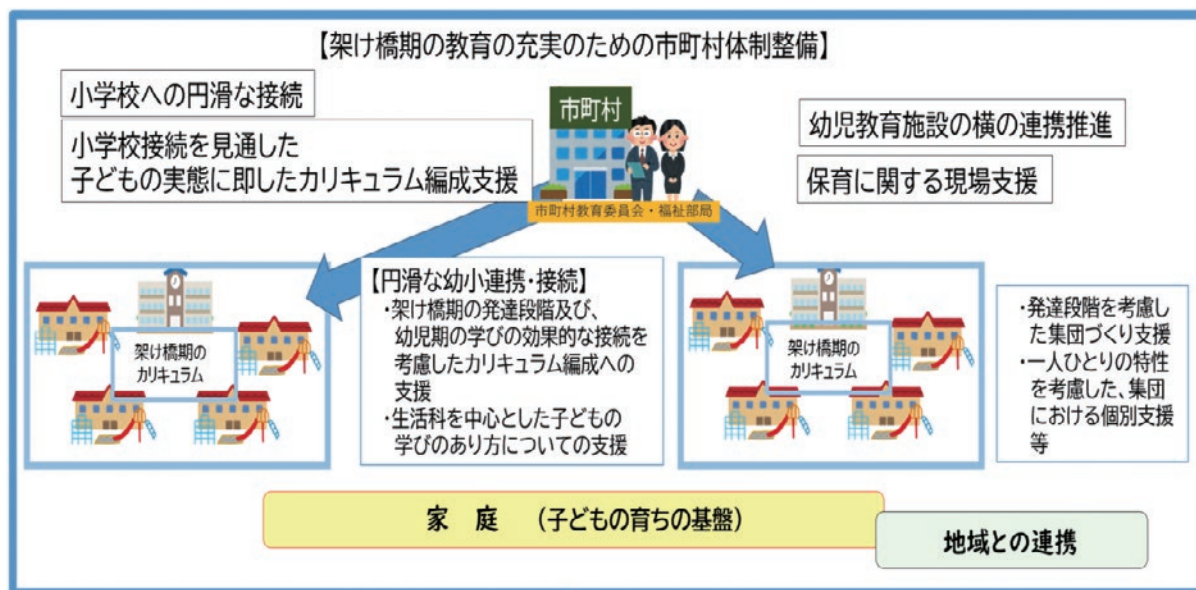 【架け橋期の教育の充実のための市町村体制整備】
小学校への円滑な接続
小学校接続を見通した
子どもの実態に即したカリキュラム編成支援
市町村
市町村教育委員会・福祉部局
幼児教育施設の横の連携推進
保育に関する現場支援
架け橋期の
カリキュラム
【円滑な幼小連携・接続】
・架け橋期の発達段階及び、
幼児期の学びの効果的な接続を
考慮したカリキュラム編成への
支援
・生活科を中心とした子どもの
学びのあり方についての支援
架け橋期の
カリキュラム
・発達段階を考慮し
た集団づくり支援
・一人ひとりの特性
を考慮した、集団
における個別支援
等
家 庭 （子どもの育ちの基盤）
地域との連携